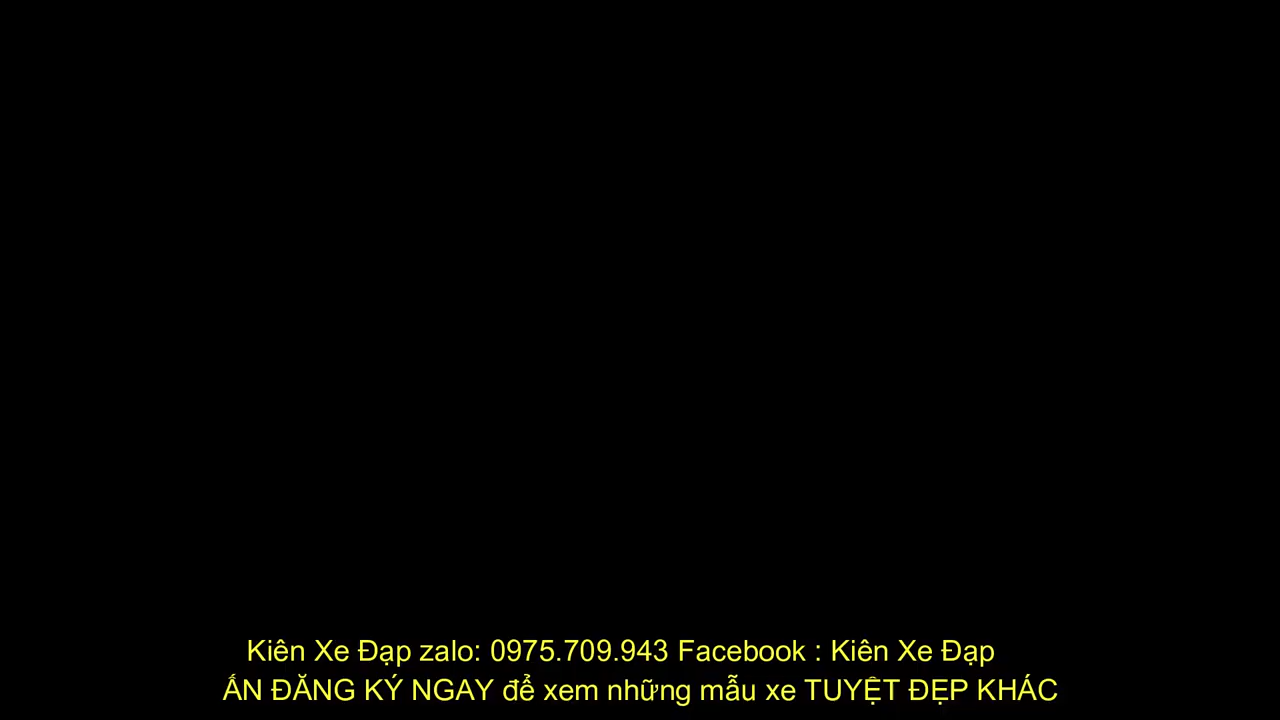 Kiên Xe Đạp zalo: 0975.709.943 Facebook : Kiên Xe Đạp
ẤN ĐĂNG KÝ NGAY để xem những mẫu xe TUYỆT ĐẸP KHÁC